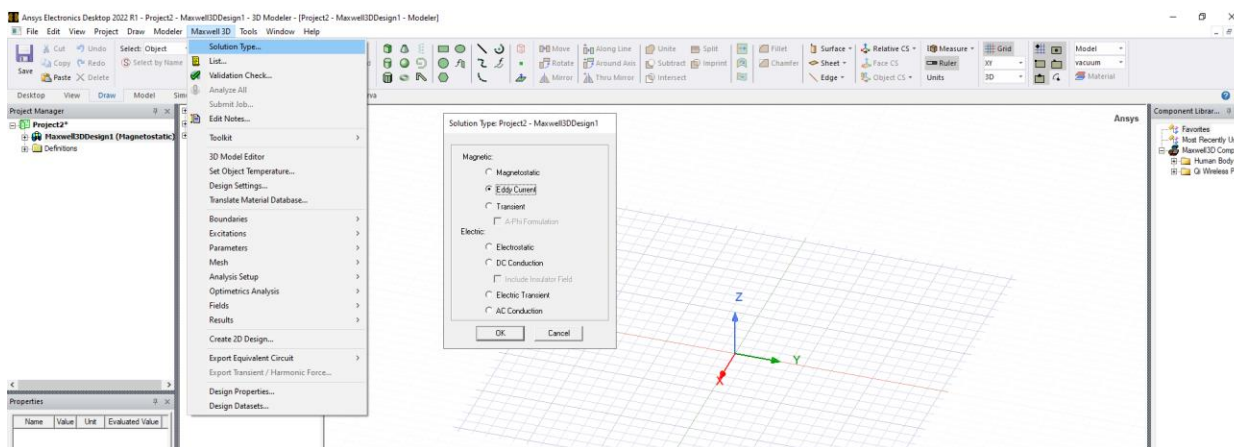 Ansys Electronics Desktop 2022 R1 - Project2 - Maxwell3DDesign1 - 3D Modeler - [Project2 - Maxwell3DDesign1 - Modeler]
File Edit View Project Draw Modeler Maxwell 3D Tools Window Help
Save
Cut Undo
Copy Redo
Paste Delete
Select: Object
Select by Name
Move Along Line Unite Split Fillet Surface Relative CS Measure Grid Model
Rotate Around Axis Subtract Imprint Chamfer Sheet Face CS Ruler XY vacuum
Mirror Thru Mirror Intersect Edge Object CS Units 3D Material
Desktop View Draw Model
Project Manager
Project2*
Maxwell3DDesign1 (Magnetostatic)
Definitions
Properties
Name Value Unit Evaluated Value
Solution Type...
List...
Validation Check...
Analyze All
Submit Job...
Edit Notes...
Toolkit
3D Model Editor
Set Object Temperature...
Design Settings...
Translate Material Database...
Boundaries
Excitations
Parameters
Mesh
Analysis Setup
Optimetrics Analysis
Fields
Results
Create 2D Design...
Export Equivalent Circuit
Export Transient / Harmonic Force...
Design Properties...
Design Datasets...
Solution Type: Project2 - Maxwell3DDesign1
Magnetic:
Magnetostatic
Eddy Current
Transient
A-Phi Formulation
Electric:
Electrostatic
DC Conduction
Include Insulator Field
Electric Transient
AC Conduction
OK Cancel
Z
Y
X
Ansys
Component Librar...
Favorites
Most Recently U
Maxwell3D Comp
Human Body
Qi Wireless P